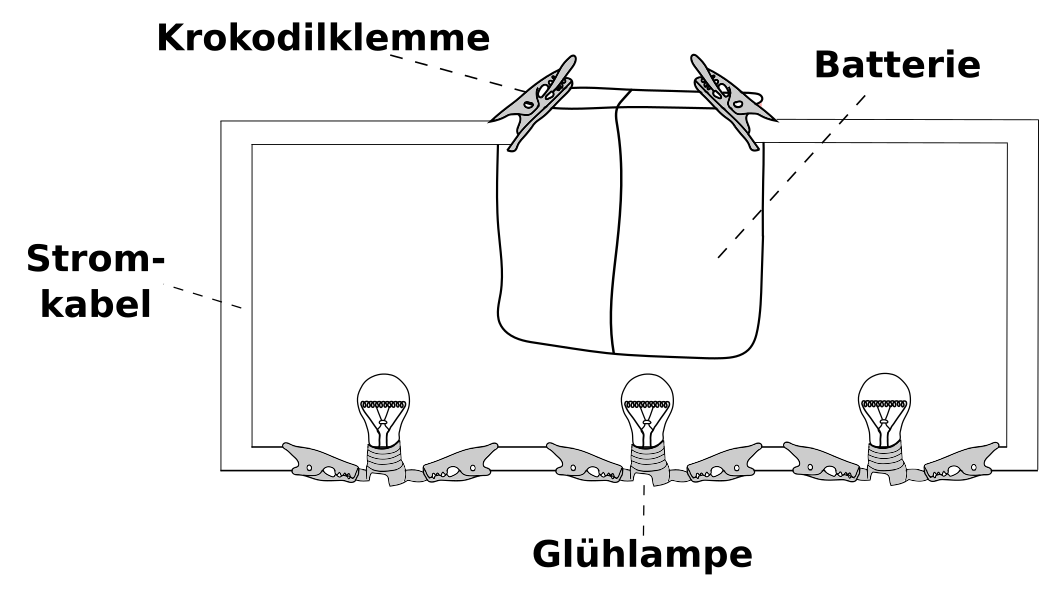 Krokodilklemme
Batterie
Strom-
kabel
Glühlampe